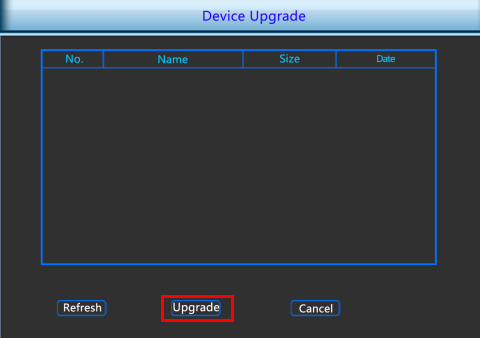 Device Upgrade
No. Name Size Date
Refresh Upgrade Cancel